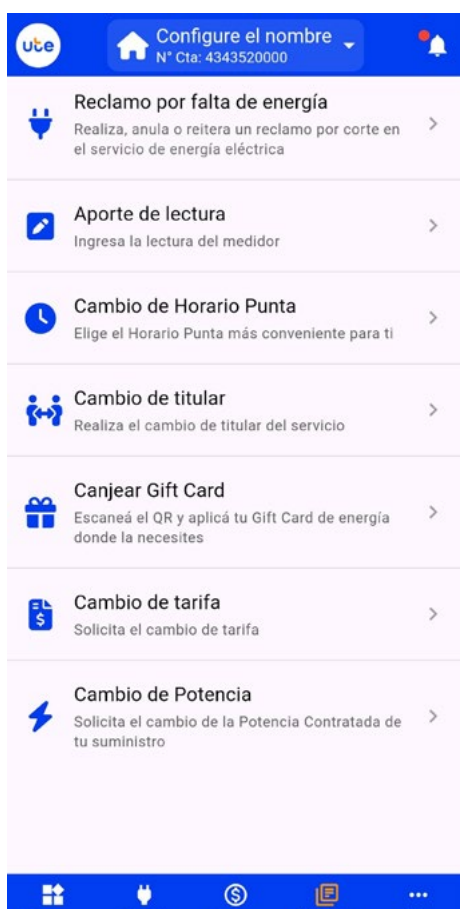 ute
Configure el nombre
N° Cta: 4343520000
Reclamo por falta de energía
Realiza, anula o reitera un reclamo por corte en
el servicio de energía eléctrica
Aporte de lectura
Ingresa la lectura del medidor
Cambio de Horario Punta
Elige el Horario Punta más conveniente para ti
Cambio de titular
Realiza el cambio de titular del servicio
Canjear Gift Card
Escaneá el QR y aplicá tu Gift Card de energía
donde la necesites
Cambio de tarifa
Solicita el cambio de tarifa
Cambio de Potencia
Solicita el cambio de la Potencia Contratada de
tu suministro